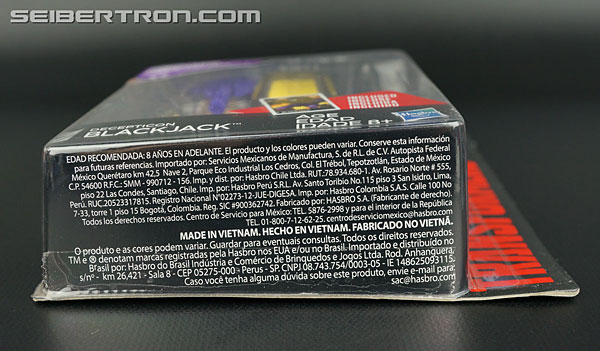 SEIBERTRON.COM
DECEPTICON
BLACKJACK™
AGE
EDAD
IDADE 8+
Hasbro
EDAD RECOMENDADA: 8 AÑOS EN ADELANTE. El producto y los colores pueden variar. Conserve esta información
para futuras referencias. Importado por: Servicios Mexicanos de Manufactura, S. de R.L. de C.V. Autopista Federal
México Querétaro km 42,5 Nave 2, Parque Eco Industrial Los Cedros, Col. El Trébol, Tepotzotlán, Estado de México
C.P. 54600 R.F.C.: SMM - 990712 - 1S6. Imp. y dist. por Hasbro Chile LTDA. RUT:78.934.680-1. Av. Rosario Norte # 555,
piso 22 Las Condes, Santiago, Chile. Imp. por: Hasbro Perú S.R.L. Av. Santo Toribio No.115 piso 3 San Isidro, Lima,
Perú. RUC.20523317815. Registro Nacional Nº02273-12-JUE-DIGESA. Imp. por: Hasbro Colombia S.A.S. Calle 100 No
7-33, torre 1 piso 15 Bogotá, Colombia. Reg. SIC #900362742. Fabricado por: HASBRO S.A. (Fabricante de derecho).
Todos los derechos reservados. Centro de Servicio para México: TEL. 5876-2998 y para el interior de la República
TEL. 01-800-7-12-62-25. centrodeserviciomexico@hasbro.com
MADE IN VIETNAM. HECHO EN VIETNAM. FABRICADO NO VIETNÃ.
O produto e as cores podem variar. Guardar para eventuais consultas. Todos os direitos reservados.
TM e ® denotam marcas registradas pela Hasbro nos EUA e/ou no Brasil. Importado e distribuído no
Brasil por: Hasbro do Brasil Indústria e Comércio de Brinquedos e Jogos Ltda. Rod. Anhanguera,
s/nº - km 26,421 - Sala 8 - CEP 05275-000 - Perus - SP. CNPJ 08.743.754/0003-05 - IE 148625093115.
Caso você tenha alguma dúvida sobre este produto, envie e-mail para:
sac@hasbro.com
TRANSFORMERS